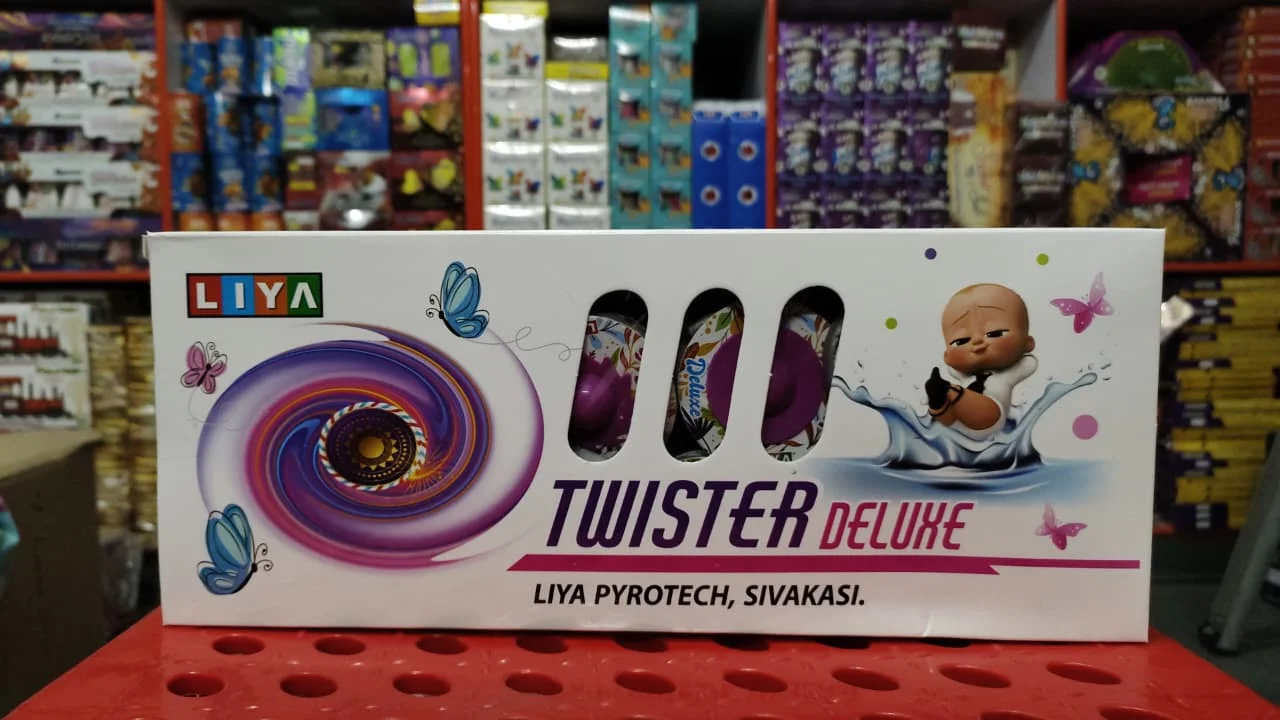 LIYA
Deluxe
TWISTER DELUXE
LIYA PYROTECH, SIVAKASI.